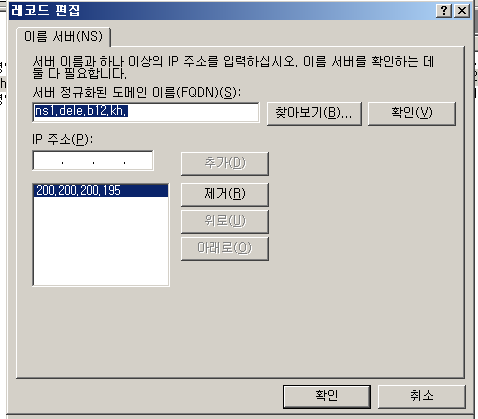 레코드 편집
이름 서버(NS)
서버 이름과 하나 이상의 IP 주소를 입력하십시오. 이름 서버를 확인하는 데
둘 다 필요합니다.
서버 정규화된 도메인 이름(FQDN)(S):
ns1.dele.b12.kh.
찾아보기(B)...
확인(V)
IP 주소(P):
. . .
추가(D)
200.200.200.195
제거(R)
위로(U)
아래로(O)
확인
취소